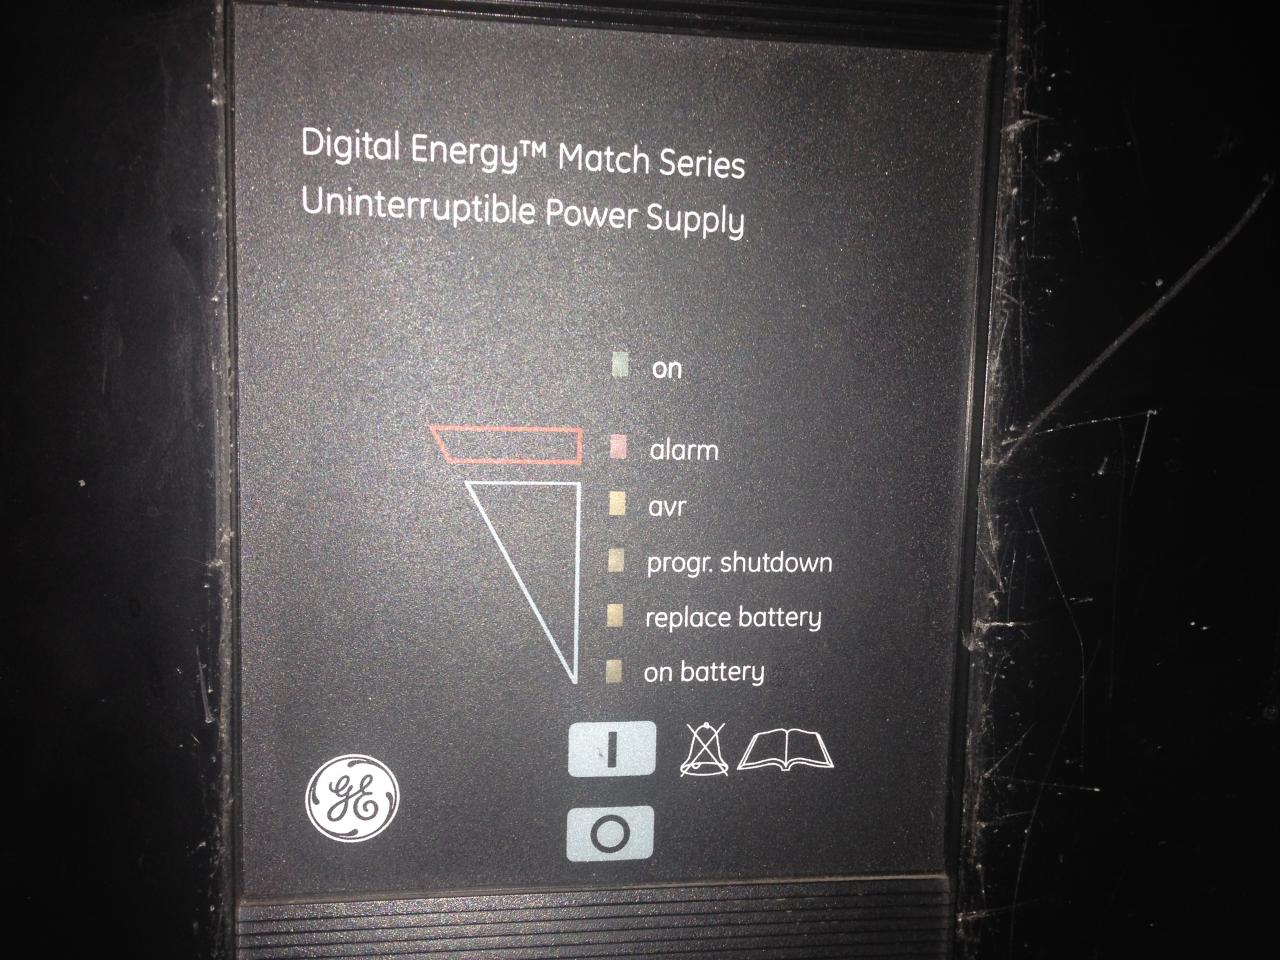 Digital Energy™ Match Series
Uninterruptible Power Supply
on
alarm
avr
progr. shutdown
replace battery
on battery
I
GE
O